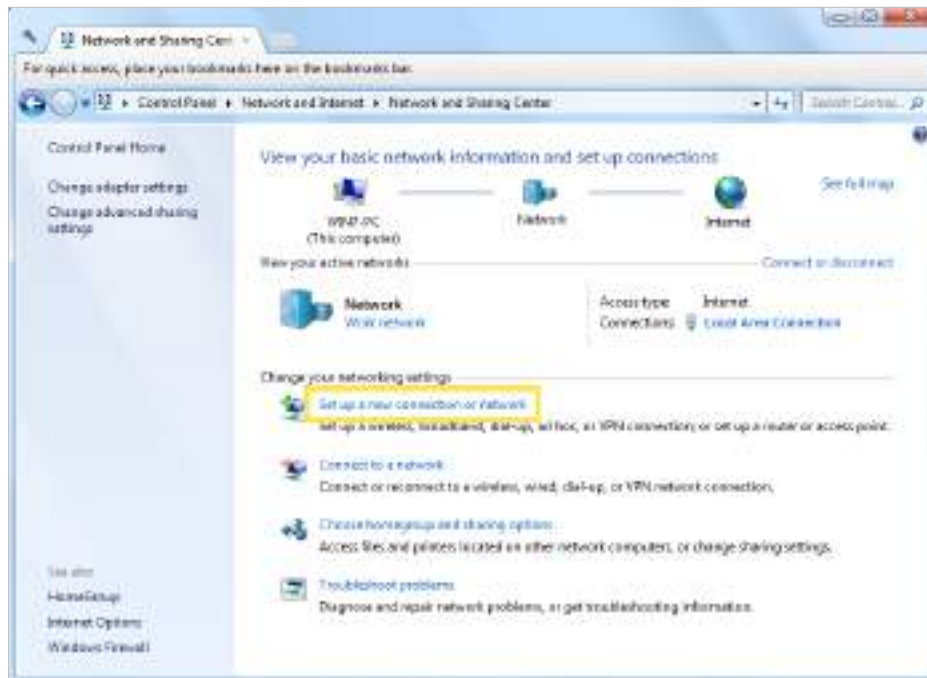 Network and Sharing Cen
For quick access, place your bookmarks here on the bookmarks bar.
Control Panel Network and Internet Network and Sharing Center
Control Panel Home
View your basic network information and set up connections
Change adapter settings
Change advanced sharing
settings
See full map
(This computer)
Network
Internet
View your active networks
Connect or disconnect
Network
Work network
Access type Internet
Connections Local Area Connection
Change your networking settings
Set up a new connection or network
Set up a wireless, broadband, dial-up, ad hoc, or VPN connection; or set up a router or access point.
Connect to a network
Connect or reconnect to a wireless, wired, dial-up, or VPN network connection.
Choose homegroup and sharing options
Access files and printers located on other network computers, or change sharing settings.
Troubleshoot problems
Diagnose and repair network problems, or get troubleshooting information.
See also
HomeGroup
Internet Options
Windows Firewall